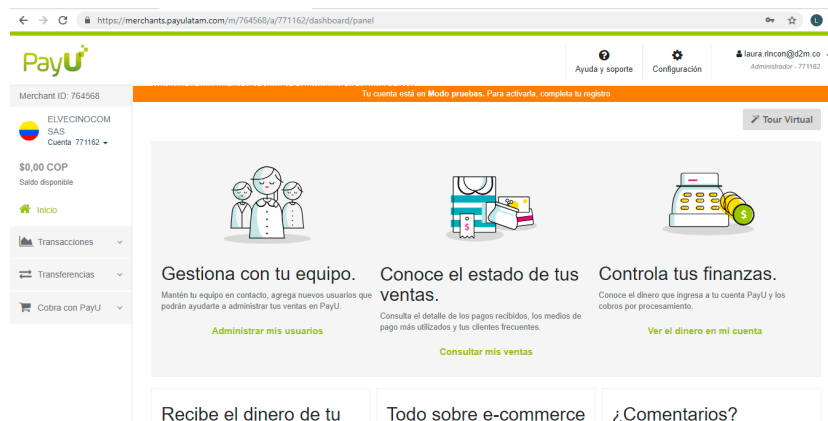 https://merchants.payulatam.com/m/764568/a/771162/dashboard/panel
PayU
Ayuda y soporte
Configuración
laura.rincon@d2m.co
Administrador - 771162
Merchant ID: 764568
Tu cuenta está en Modo pruebas. Para activarla, completa tu registro
ELVECINOCOM
SAS
Cuenta 771162
Tour Virtual
$0,00 COP
Saldo disponible
Inicio
Transacciones
Transferencias
Cobra con PayU
Gestiona con tu equipo.
Mantén tu equipo en contacto, agrega nuevos usuarios que
podrán ayudarte a administrar tus ventas en PayU.
Administrar mis usuarios
Conoce el estado de tus
ventas.
Consulta el detalle de los pagos recibidos, los medios de
pago más utilizados y tus clientes frecuentes.
Consultar mis ventas
Controla tus finanzas.
Conoce el dinero que ingresa a tu cuenta PayU y los
cobros por procesamiento.
Ver el dinero en mi cuenta
Recibe el dinero de tu
Todo sobre e-commerce
¿Comentarios?